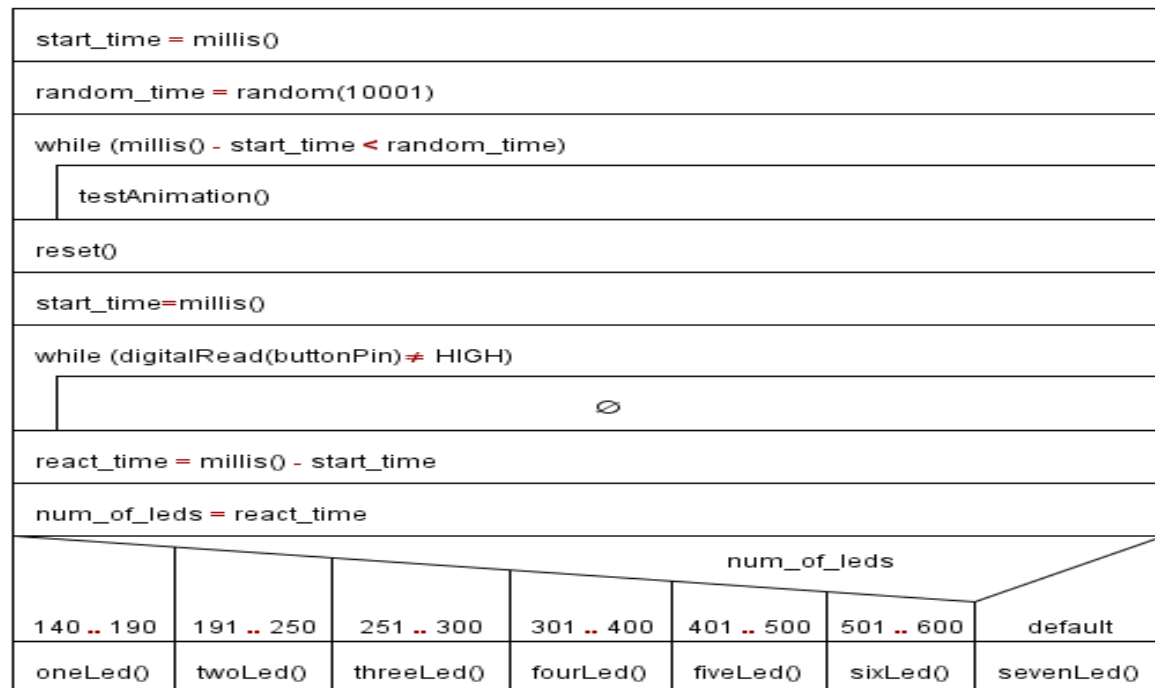 start_time = millis()
random_time = random(10001)
while (millis() - start_time < random_time)
testAnimation()
reset()
start_time=millis()
while (digitalRead(buttonPin)≠ HIGH)
∅
react_time = millis() - start_time
num_of_leds = react_time
num_of_leds
140 .. 190 191 .. 250 251 .. 300 301 .. 400 401 .. 500 501 .. 600 default
oneLed() twoLed() threeLed() fourLed() fiveLed() sixLed() sevenLed()